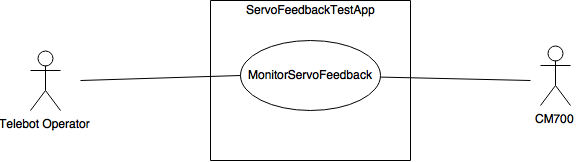 ServoFeedbackTestApp
MonitorServoFeedback
Telebot Operator
CM700